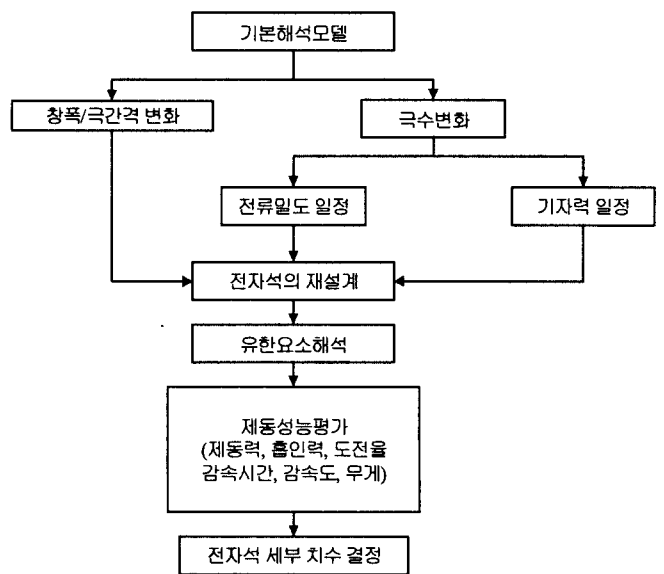 기본해석모델
창폭/극간격 변화
극수변화
전류밀도 일정
기자력 일정
전자석의 재설계
유한요소해석
제동성능평가
(제동력, 흡인력, 도전율
감속시간, 감속도, 무게)
전자석 세부 치수 결정